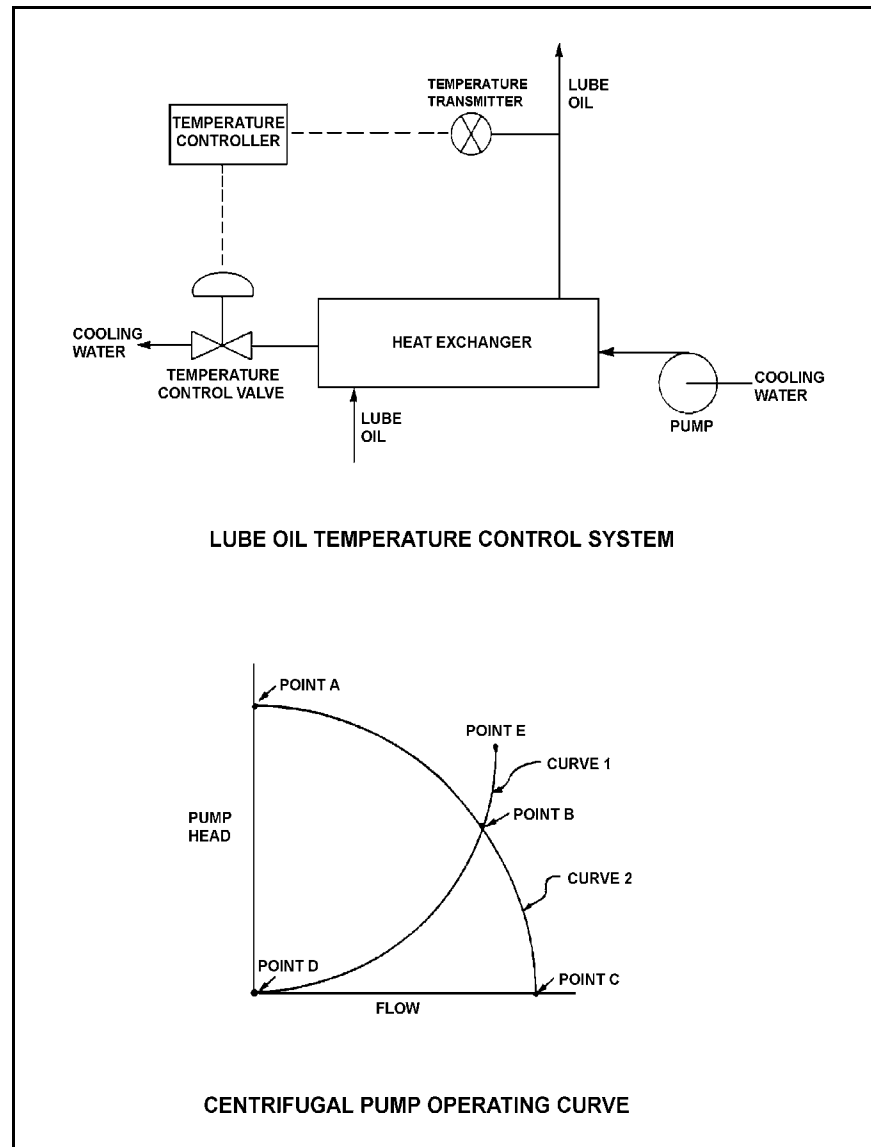 TEMPERATURE
TRANSMITTER
LUBE
OIL
TEMPERATURE
CONTROLLER
COOLING
WATER
TEMPERATURE
CONTROL VALVE
HEAT EXCHANGER
LUBE
OIL
COOLING
WATER
PUMP
LUBE OIL TEMPERATURE CONTROL SYSTEM
POINT A
POINT E
CURVE 1
PUMP
HEAD
POINT B
CURVE 2
POINT D
POINT C
FLOW
CENTRIFUGAL PUMP OPERATING CURVE